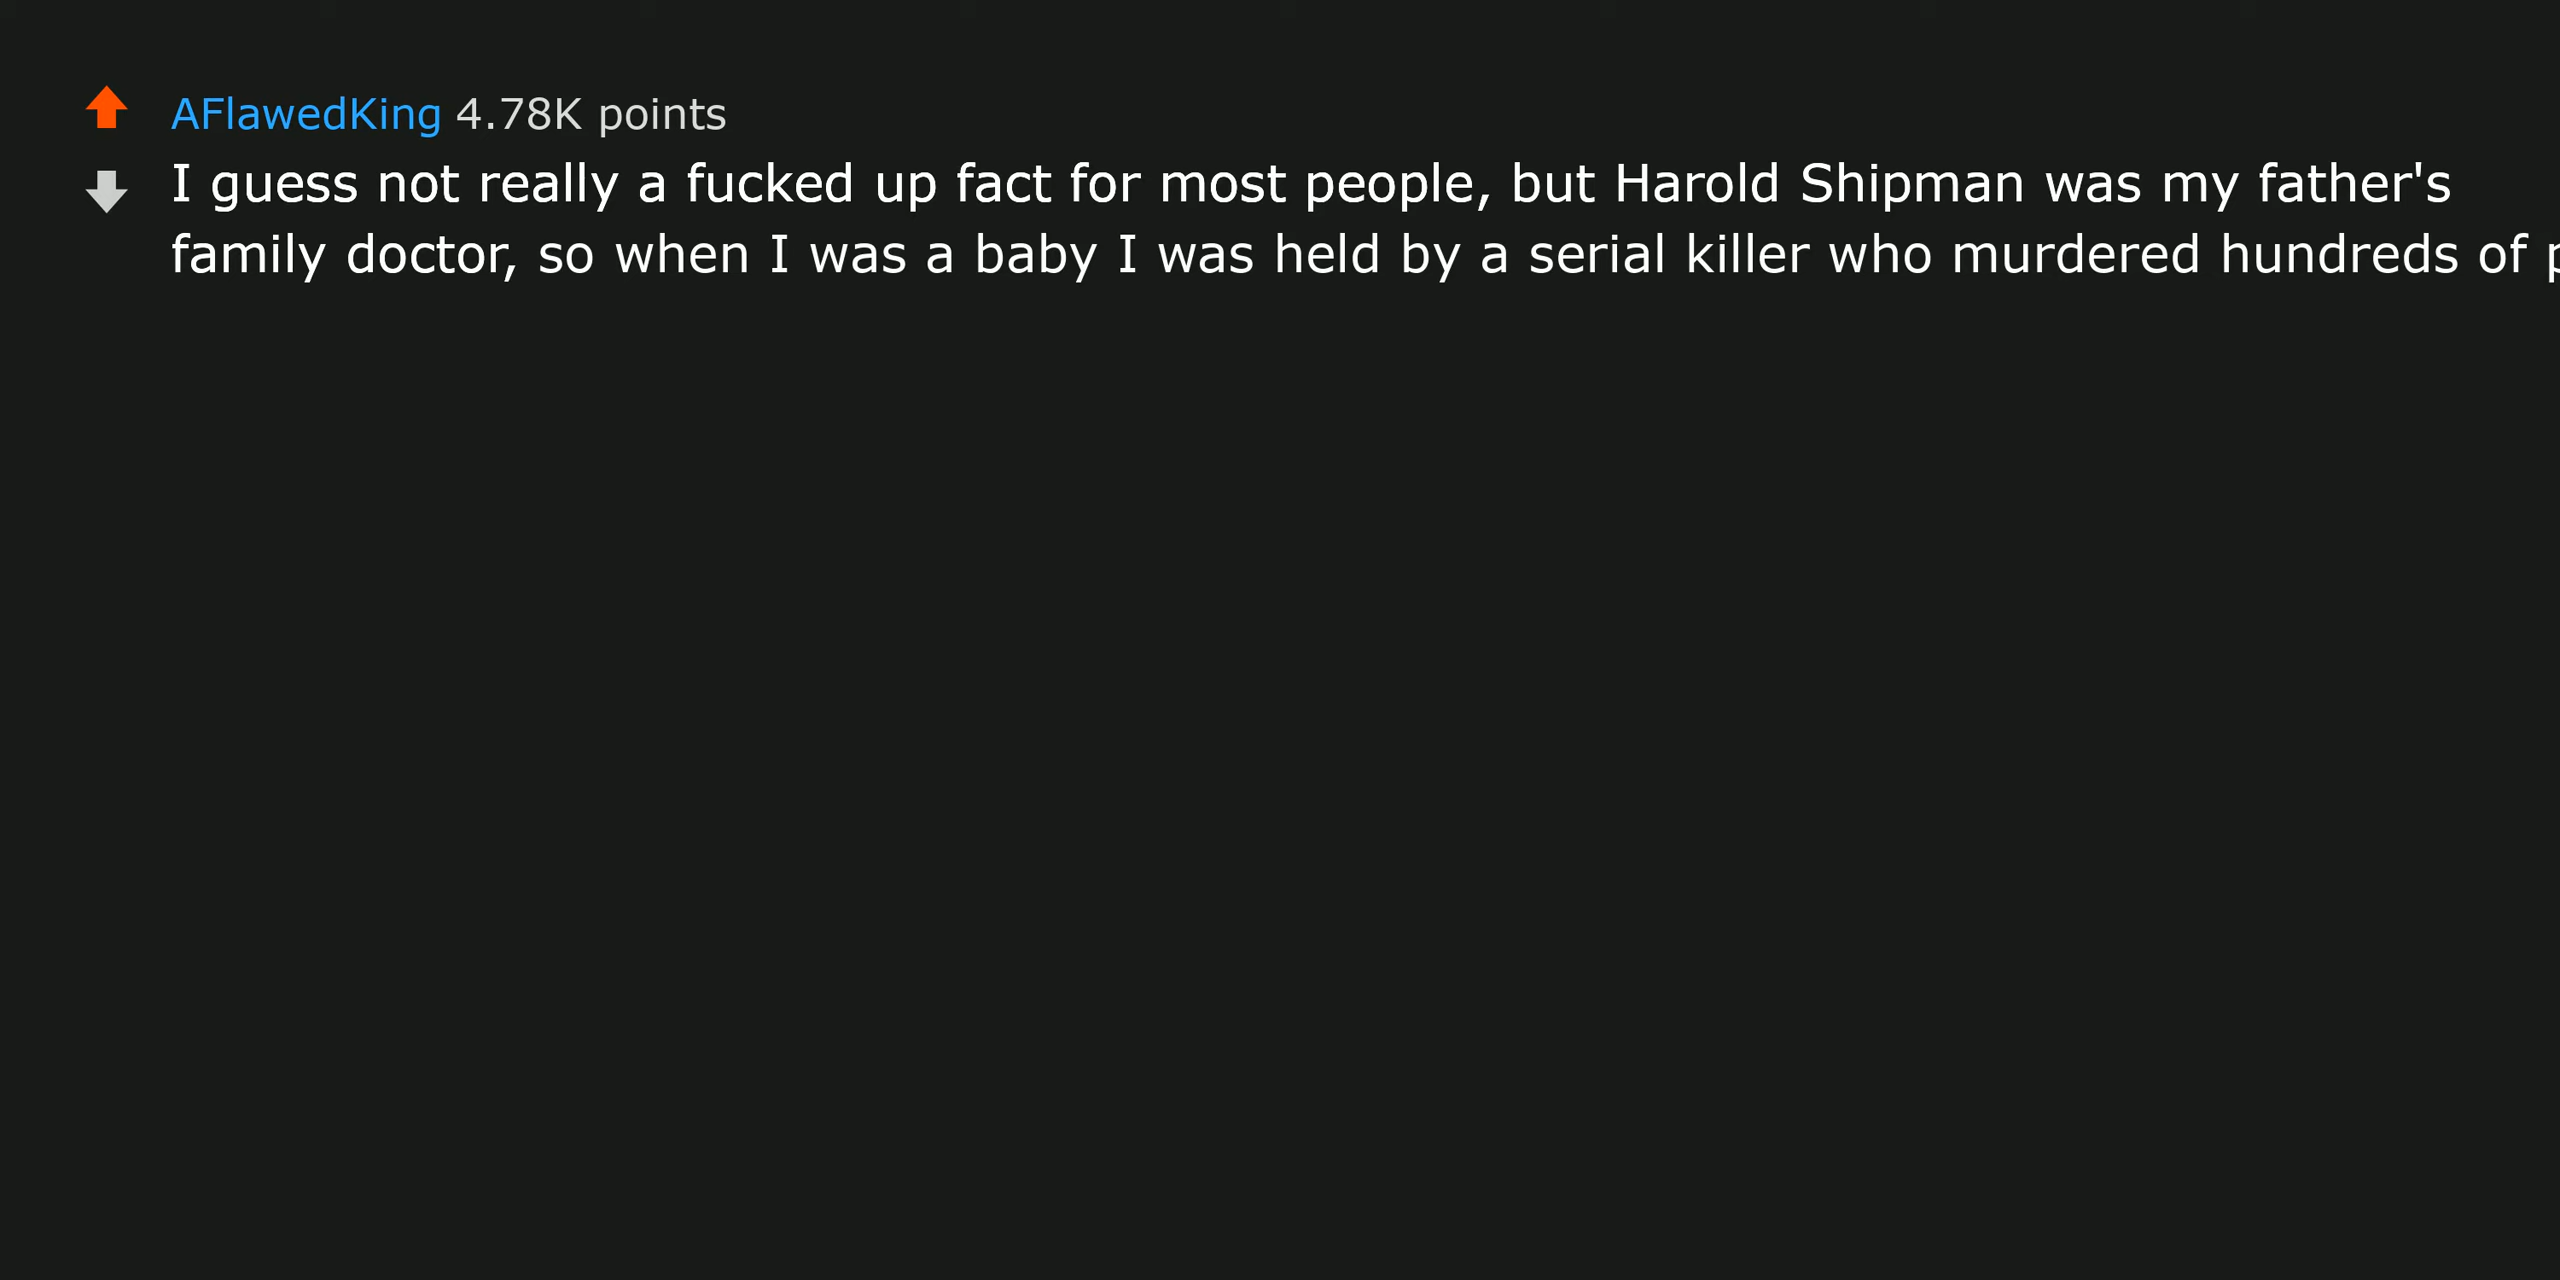 AFlawedKing 4.78K points
I guess not really a fucked up fact for most people, but Harold Shipman was my father's
family doctor, so when I was a baby I was held by a serial killer who murdered hundreds of